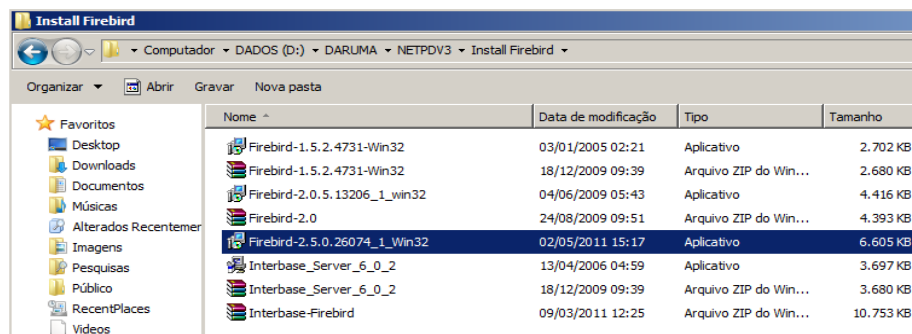 Install Firebird
Computador DADOS (D:) DARUMA NETPDV3 Install Firebird
Organizar Abrir Gravar Nova pasta
Nome Data de modificação Tipo Tamanho
Favoritos
Desktop
Downloads
Documentos
Músicas
Alterados Recentemer
Imagens
Pesquisas
Público
RecentPlaces
Videos
Firebird-1.5.2.4731-Win32 03/01/2005 02:21 Aplicativo 2.702 KB
Firebird-1.5.2.4731-Win32 18/12/2009 09:39 Arquivo ZIP do Win... 2.680 KB
Firebird-2.0.5.13206_1_win32 04/06/2009 05:43 Aplicativo 4.416 KB
Firebird-2.0 24/08/2009 09:51 Arquivo ZIP do Win... 4.393 KB
Firebird-2.5.0.26074_1_Win32 02/05/2011 15:17 Aplicativo 6.605 KB
Interbase_Server_6_0_2 13/04/2006 04:59 Aplicativo 3.697 KB
Interbase_Server_6_0_2 18/12/2009 09:39 Arquivo ZIP do Win... 3.680 KB
Interbase-Firebird 09/03/2011 12:25 Arquivo ZIP do Win... 10.753 KB